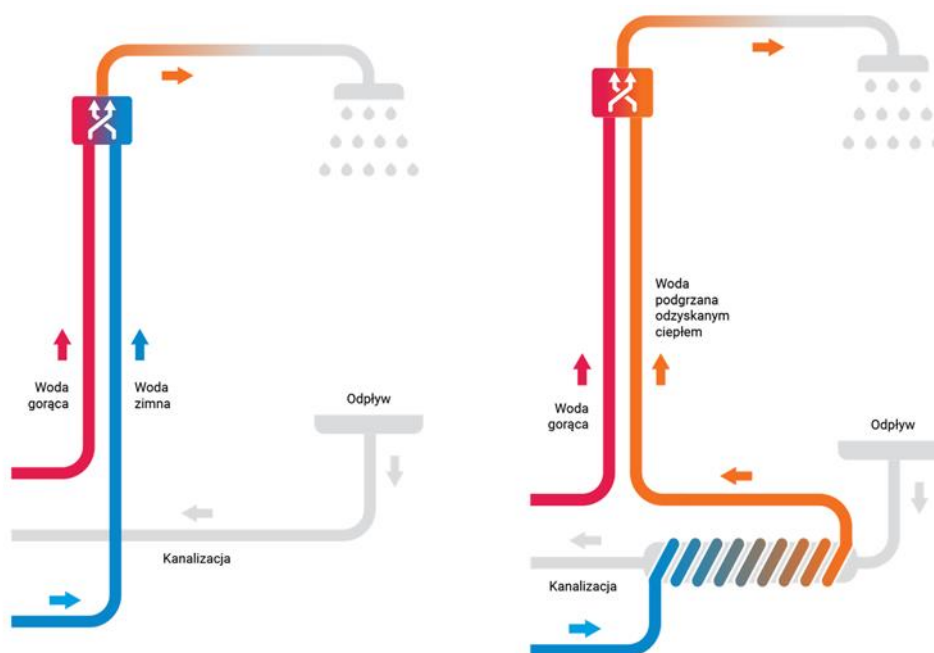 Woda
gorąca
Woda
zimna
Odpływ
Kanalizacja
Woda
podgrzana
odzyskanym
ciepłem
Woda
gorąca
Odpływ
Kanalizacja